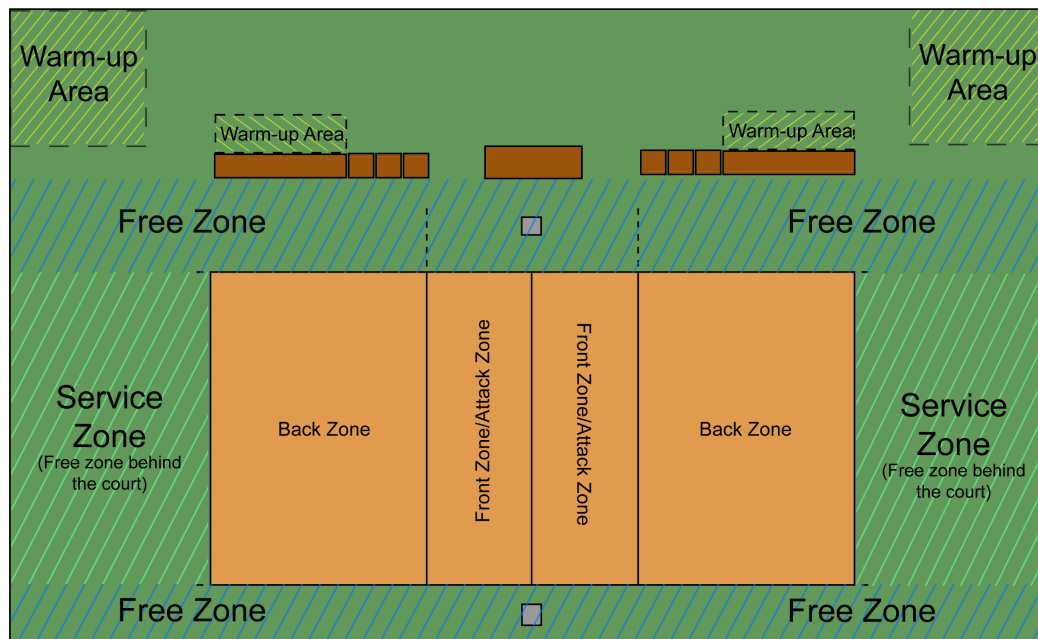 Warm-up
Area
Warm-up
Area
Warm-up Area
Warm-up Area
Free Zone
Free Zone
Service
Zone
(Free zone behind
the court)
Back Zone
Front Zone/Attack Zone
Front Zone/Attack Zone
Back Zone
Service
Zone
(Free zone behind
the court)
Free Zone
Free Zone